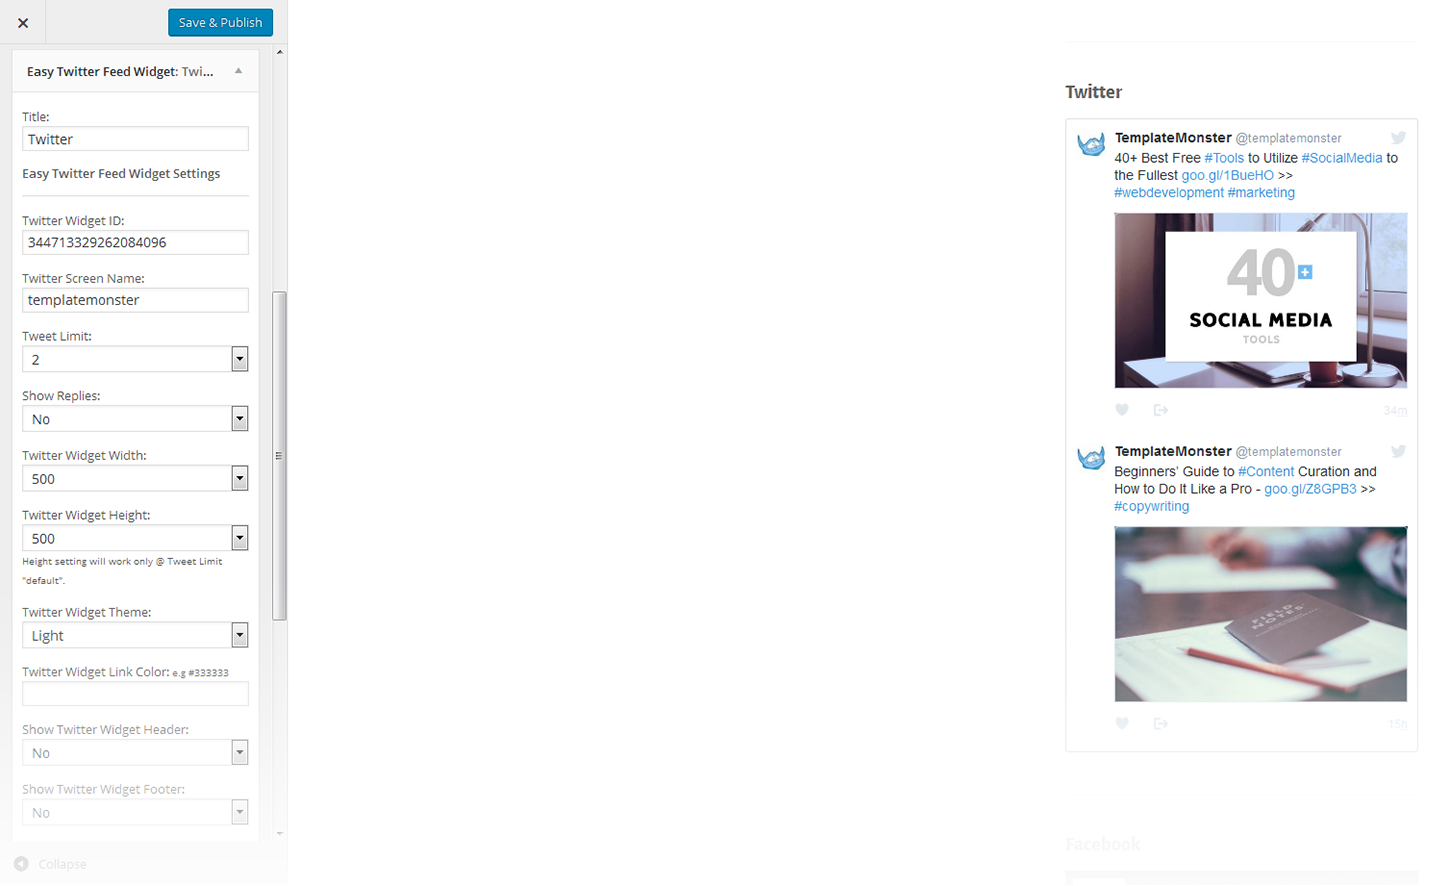 Save & Publish
Easy Twitter Feed Widget: Twi...
Title:
Twitter
Easy Twitter Feed Widget Settings
Twitter Widget ID:
344713329262084096
Twitter Screen Name:
templatemonster
Tweet Limit:
2
Show Replies:
No
Twitter Widget Width:
500
Twitter Widget Height:
500
Height setting will work only @ Tweet Limit
"default".
Twitter Widget Theme:
Light
Twitter Widget Link Color: e.g #333333
Show Twitter Widget Header:
No
Show Twitter Widget Footer:
No
Collapse
Twitter
TemplateMonster @templatemonster
40+ Best Free #Tools to Utilize #SocialMedia to
the Fullest goo.gl/1BueHO >>
#webdevelopment #marketing
40+
SOCIAL MEDIA
TOOLS
34m
TemplateMonster @templatemonster
Beginners' Guide to #Content Curation and
How to Do It Like a Pro - goo.gl/Z8GPB3 >>
#copywriting
FIELD
NOTES
15h
Facebook